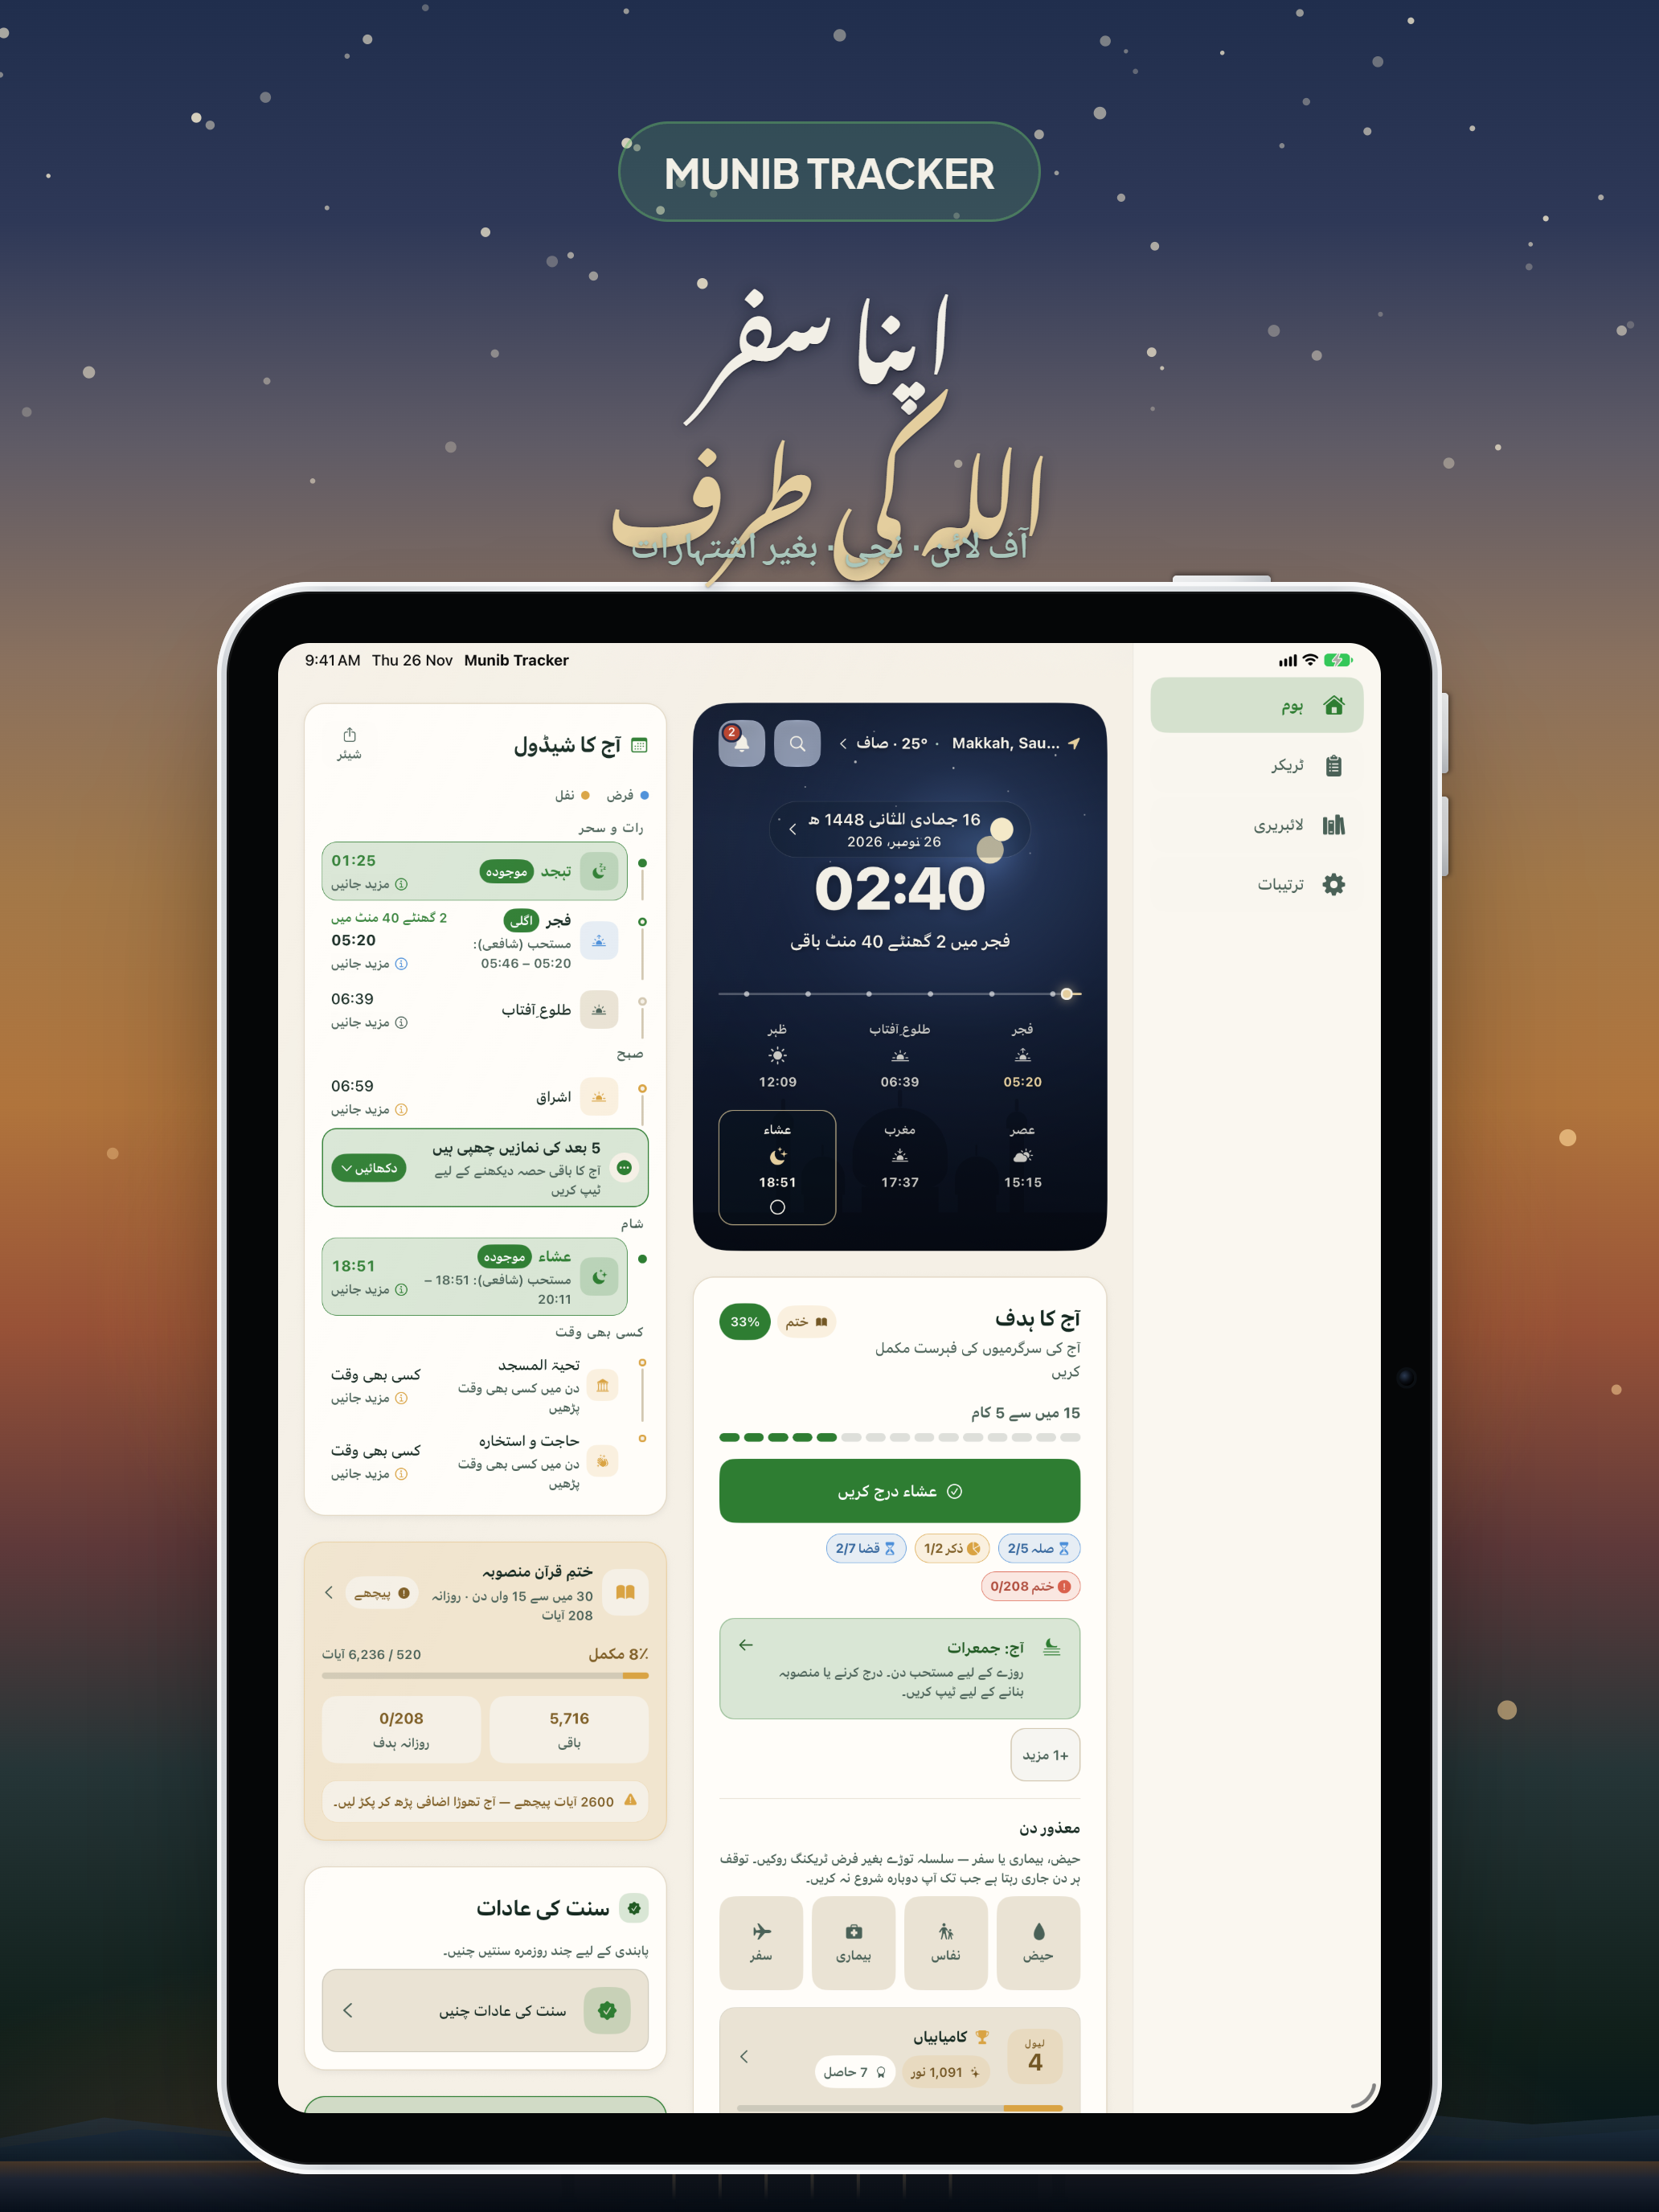 MUNIB TRACKER
اپنا سفر
اللہ کی طرف
آف لائن · نجی · بغیر اشتہارات
9:41 AM Thu 26 Nov Munib Tracker
ہوم
ٹریکر
لائبریری
ترتیبات
Makkah, Sau... · 25° · صاف
2
16 جمادی الثانی 1448 ھ
26 نومبر، 2026
02:40
فجر میں 2 گھنٹے 40 منٹ باقی
فجر طلوع آفتاب ظہر
05:20 06:39 12:09
عصر مغرب عشاء
15:15 17:37 18:51
آج کا ہدف
ختم 33%
آج کی سرگرمیوں کی فہرست مکمل
کریں
15 میں سے 5 کام
عشاء درج کریں
صلہ 2/5 ذکر 1/2 قضا 2/7
ختم 0/208
آج: جمعرات
روزے کے لیے مستحب دن۔ درج کرنے یا منصوبہ
بنانے کے لیے ٹیپ کریں۔
+1 مزید
معذور دن
حیض، بیماری یا سفر — سلسلہ توڑے بغیر فرض ٹریکنگ روکیں۔ توقف
ہر دن جاری رہتا ہے جب تک آپ دوبارہ شروع نہ کریں۔
حیض نفاس بیماری سفر
لیول
4
کامیابیاں
1,091 نور 7 حاصل
آج کا شیڈول
شیئر
فرض نفل
رات و سحر
تہجد موجودہ 01:25
مزید جانیں
فجر اگلی 2 گھنٹے 40 منٹ میں
مستحب (شافعی): 05:20
05:20 – 05:46 مزید جانیں
طلوع آفتاب 06:39
مزید جانیں
صبح
اشراق 06:59
مزید جانیں
5 بعد کی نمازیں چھپی ہیں
آج کا باقی حصہ دیکھنے کے لیے
ٹیپ کریں
دکھائیں
شام
عشاء موجودہ 18:51
مستحب (شافعی): 18:51 –
20:11
مزید جانیں
کسی بھی وقت
تحیۃ المسجد کسی بھی وقت
دن میں کسی بھی وقت
پڑھیں
مزید جانیں
حاجت و استخارہ کسی بھی وقت
دن میں کسی بھی وقت
پڑھیں
مزید جانیں
ختمِ قرآن منصوبہ
پیچھے
30 میں سے 15 واں دن · روزانہ
208 آیات
8٪ مکمل 520 / 6,236 آیات
5,716 0/208
باقی روزانہ ہدف
2600 آیات پیچھے — آج تھوڑا اضافی پڑھ کر پکڑ لیں۔
سنت کی عادات
پابندی کے لیے چند روزمرہ سنتیں چنیں۔
سنت کی عادات چنیں